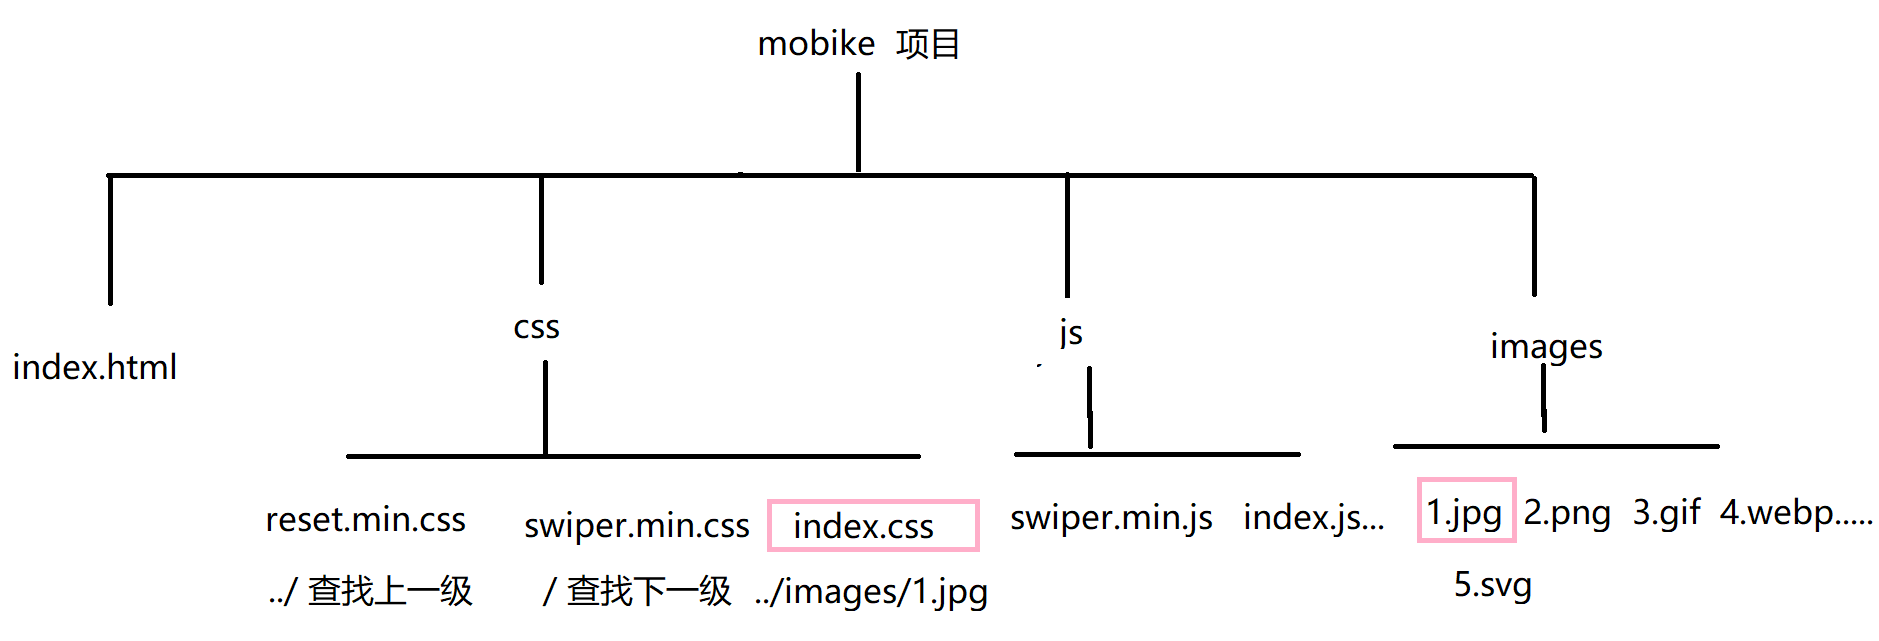 mobike 项目
index.html
css
js
images
reset.min.css
swiper.min.css
index.css
swiper.min.js
index.js...
1.jpg
2.png
3.gif
4.webp.....
../ 查找上一级
/ 查找下一级
../images/1.jpg
5.svg